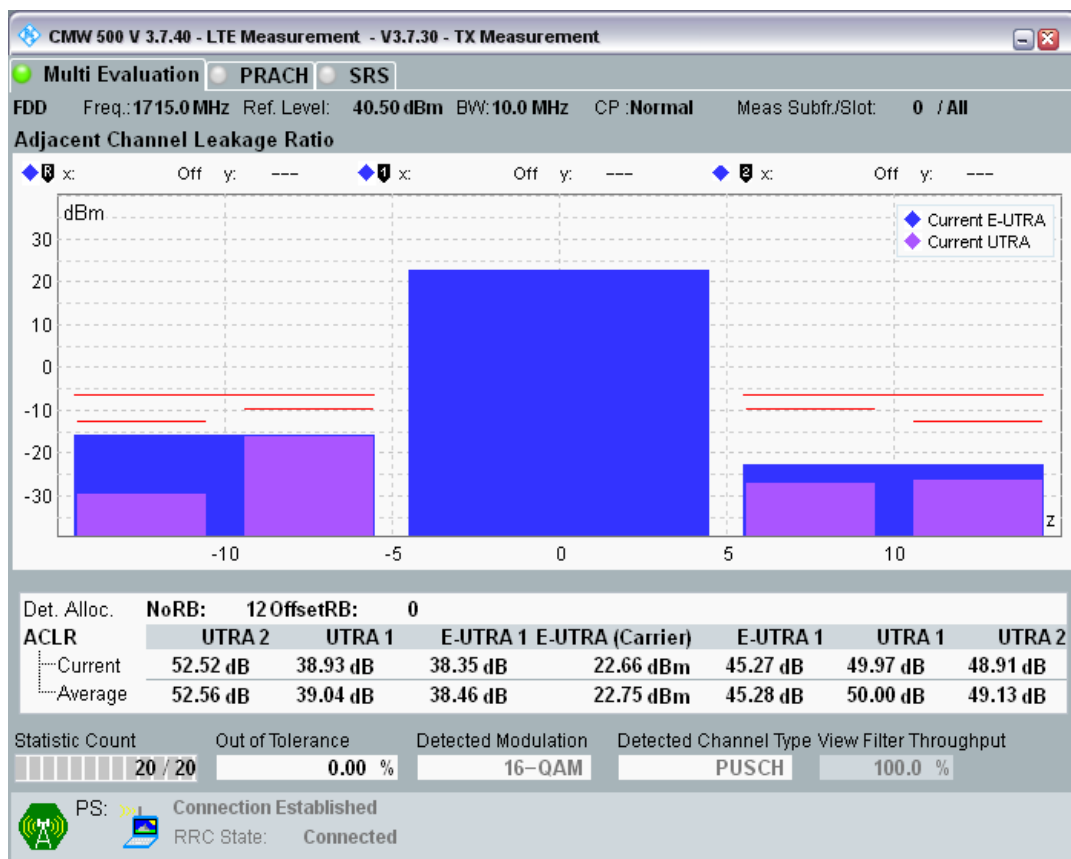 CMW 500 V 3.7.40 - LTE Measurement - V3.7.30 - TX Measurement
Multi Evaluation PRACH SRS
FDD Freq.: 1715.0 MHz Ref. Level: 40.50 dBm BW: 10.0 MHz CP :Normal Meas Subfr./Slot: 0 / All
Adjacent Channel Leakage Ratio
R x: Off y: --- 1 x: Off y: --- 2 x: Off y: ---
dBm
Current E-UTRA
Current UTRA
30
20
10
0
-10
-20
-30
z
-10 -5 0 5 10
Det. Alloc. NoRB: 12 OffsetRB: 0
ACLR UTRA 2 UTRA 1 E-UTRA 1 E-UTRA (Carrier) E-UTRA 1 UTRA 1 UTRA 2
Current 52.52 dB 38.93 dB 38.35 dB 22.66 dBm 45.27 dB 49.97 dB 48.91 dB
Average 52.56 dB 39.04 dB 38.46 dB 22.75 dBm 45.28 dB 50.00 dB 49.13 dB
Statistic Count Out of Tolerance Detected Modulation Detected Channel Type View Filter Throughput
20 / 20 0.00 % 16-QAM PUSCH 100.0 %
PS: Connection Established
RRC State: Connected